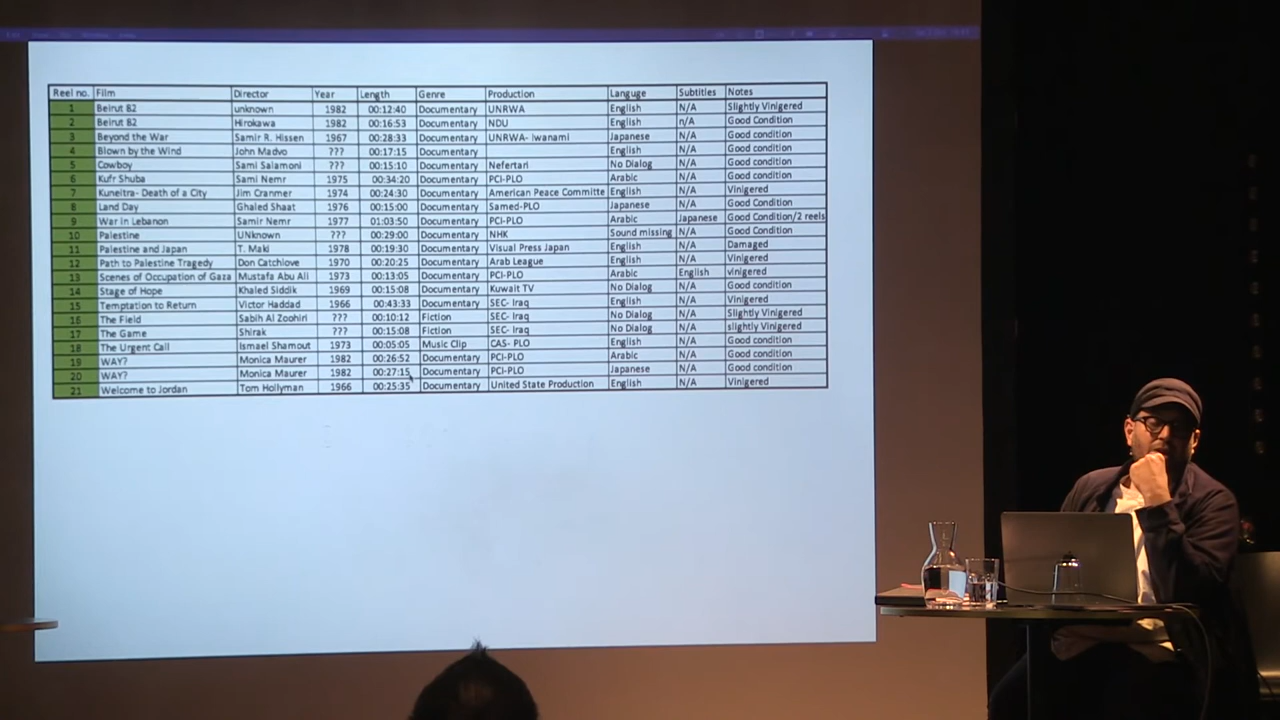 Reel no. Film Director Year Length Genre Production Languge Subtitles Notes
1 Beirut 82 unknown 1982 00:12:40 Documentary UNRWA English N/A Slightly Vinigered
2 Beirut 82 Hirokawa 1982 00:16:53 Documentary NDU English n/A Good Condition
3 Beyond the War Samir R. Hissen 1967 00:28:33 Documentary UNRWA- Iwanami Japanese N/A Good condition
4 Blown by the Wind John Madvo ??? 00:17:15 Documentary English N/A Good condition
5 Cowboy Sami Salamoni ??? 00:15:10 Documentary Nefertari No Dialog N/A Good condition
6 Kufr Shuba Sami Nemr 1975 00:34:20 Documentary PCI-PLO Arabic N/A Good condition
7 Kuneitra- Death of a City Jim Cranmer 1974 00:24:30 Documentary American Peace Committe English N/A Vinigered
8 Land Day Ghaled Shaat 1976 00:15:00 Documentary Samed-PLO Japanese N/A Good Condition
9 War in Lebanon Samir Nemr 1977 01:03:50 Documentary PCI-PLO Arabic Japanese Good Condition/2 reels
10 Palestine UNknown ??? 00:29:00 Documentary NHK Sound missing N/A Good Condition
11 Palestine and Japan T. Maki 1978 00:19:30 Documentary Visual Press Japan English N/A Damaged
12 Path to Palestine Tragedy Don Catchlove 1970 00:20:25 Documentary Arab League English N/A Vinigered
13 Scenes of Occupation of Gaza Mustafa Abu Ali 1973 00:13:05 Documentary PCI-PLO Arabic English vinigered
14 Stage of Hope Khaled Siddik 1969 00:15:08 Documentary Kuwait TV No Dialog N/A Good condition
15 Temptation to Return Victor Haddad 1966 00:43:33 Documentary SEC- Iraq English N/A Vinigered
16 The Field Sabih Al Zoohiri ??? 00:10:12 Fiction SEC- Iraq No Dialog N/A Slightly Vinigered
17 The Game Shirak ??? 00:15:08 Fiction SEC- Iraq No Dialog N/A slightly Vinigered
18 The Urgent Call Ismael Shamout 1973 00:05:05 Music Clip CAS- PLO English N/A Good condition
19 WAY? Monica Maurer 1982 00:26:52 Documentary PCI-PLO Arabic N/A Good condition
20 WAY? Monica Maurer 1982 00:27:15 Documentary PCI-PLO Japanese N/A Good condition
21 Welcome to Jordan Tom Hollyman 1966 00:25:35 Documentary United State Production English N/A Vinigered